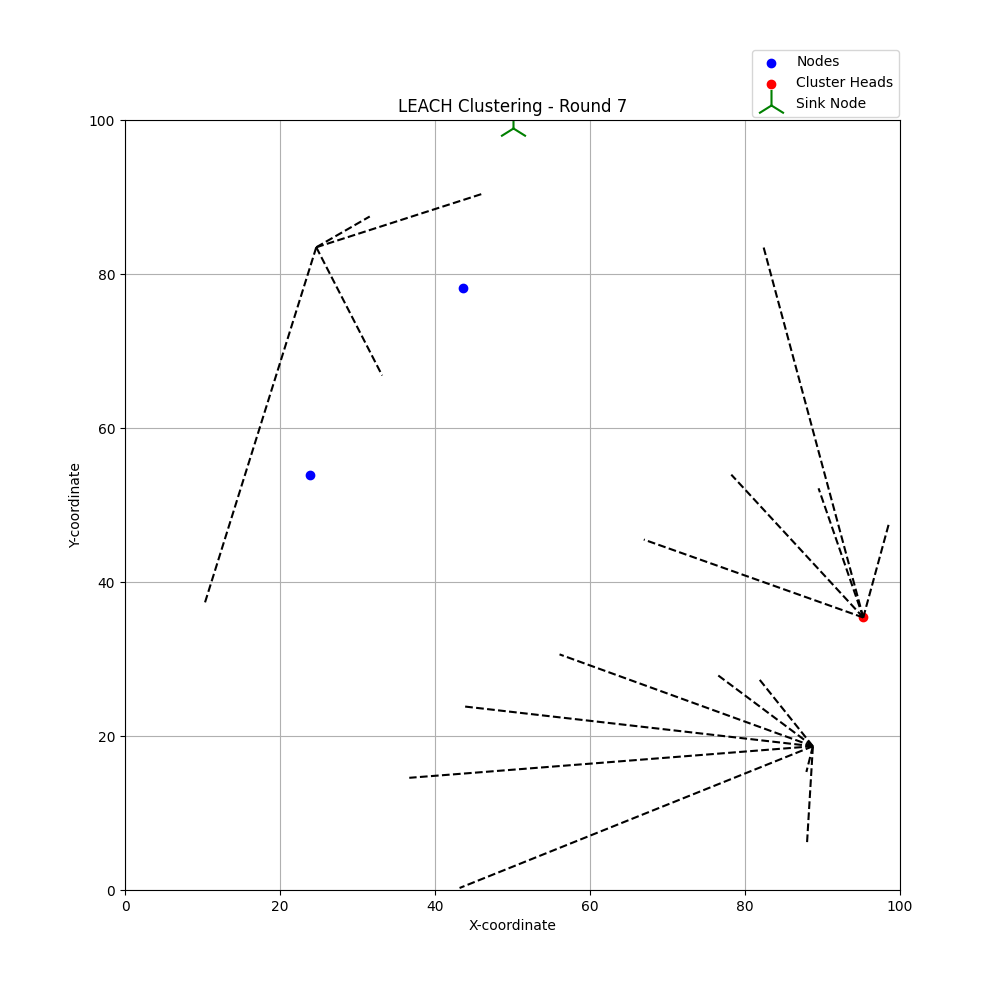 Nodes
Cluster Heads
Sink Node
LEACH Clustering - Round 7
100
80
60
40
20
0
Y-coordinate
0 20 40 60 80 100
X-coordinate